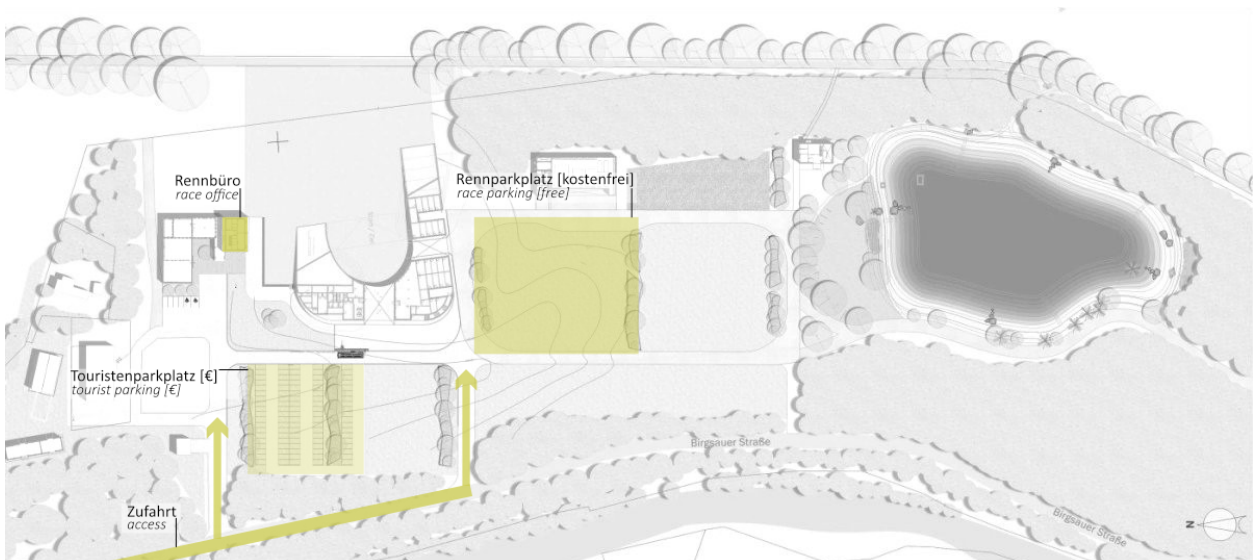 Rennbüro
race office
Rennparkplatz [kostenfrei]
race parking [free]
Touristenparkplatz [€]
tourist parking [€]
Birgsauer Straße
Zufahrt
access
Birgsauer Straße
N